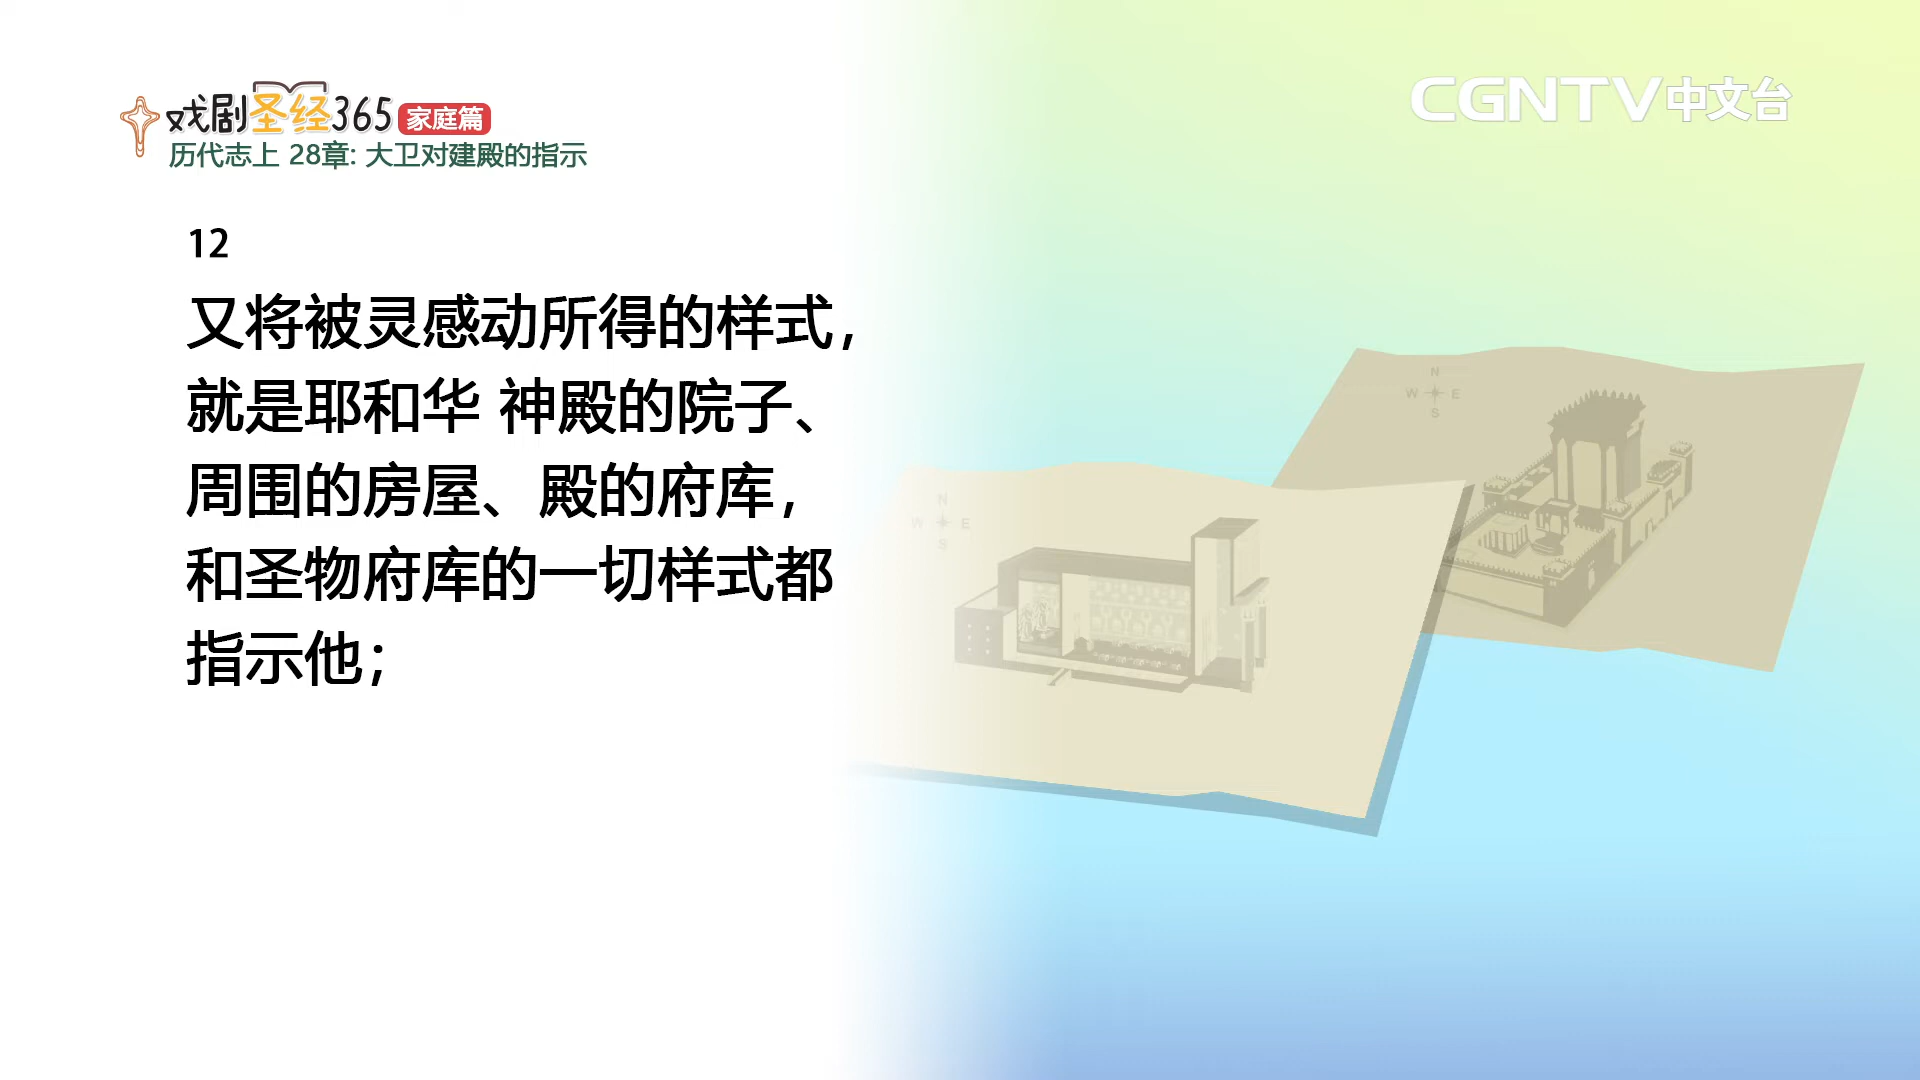 戏剧圣经365 家庭篇
CGNTV中文台
历代志上 28章: 大卫对建殿的指示
12
又将被灵感动所得的样式，
就是耶和华 神殿的院子、
周围的房屋、殿的府库，
和圣物府库的一切样式都
指示他；
N
W E
S
N
W E
S